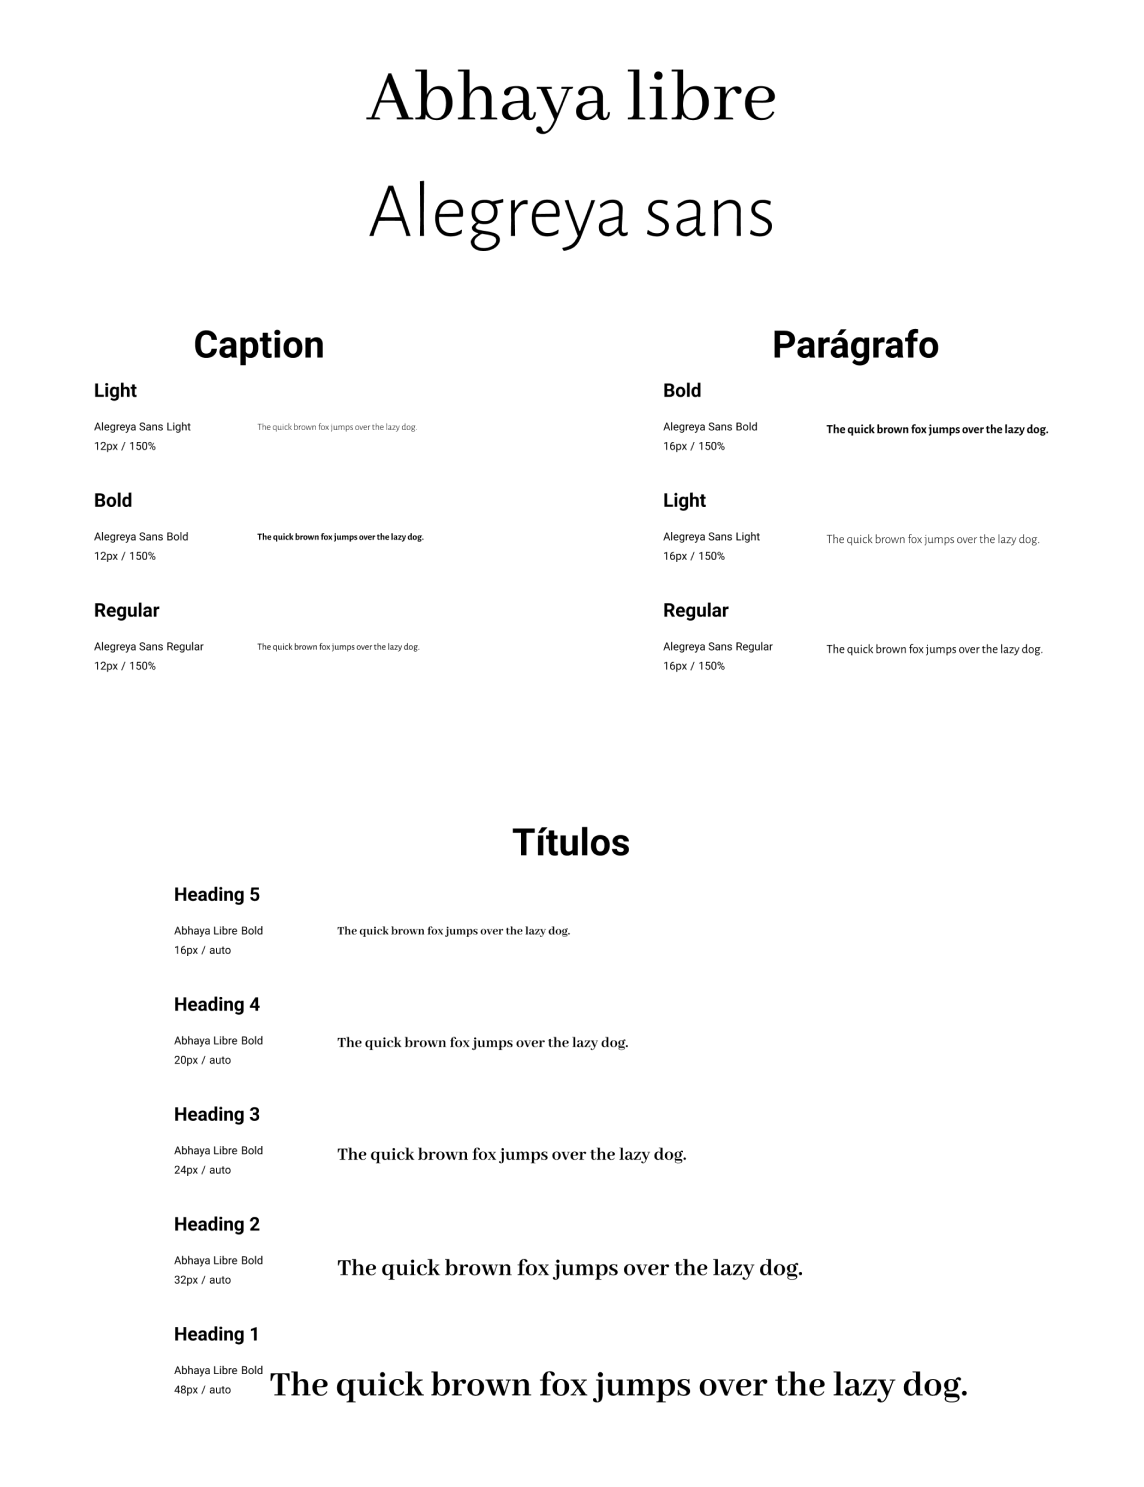 Abhaya libre
Alegreya sans
Caption
Light
Alegreya Sans Light
12px / 150%
The quick brown fox jumps over the lazy dog.
Bold
Alegreya Sans Bold
12px / 150%
The quick brown fox jumps over the lazy dog.
Regular
Alegreya Sans Regular
12px / 150%
The quick brown fox jumps over the lazy dog.
Parágrafo
Bold
Alegreya Sans Bold
16px / 150%
The quick brown fox jumps over the lazy dog.
Light
Alegreya Sans Light
16px / 150%
The quick brown fox jumps over the lazy dog.
Regular
Alegreya Sans Regular
16px / 150%
The quick brown fox jumps over the lazy dog.
Títulos
Heading 5
Abhaya Libre Bold
16px / auto
The quick brown fox jumps over the lazy dog.
Heading 4
Abhaya Libre Bold
20px / auto
The quick brown fox jumps over the lazy dog.
Heading 3
Abhaya Libre Bold
24px / auto
The quick brown fox jumps over the lazy dog.
Heading 2
Abhaya Libre Bold
32px / auto
The quick brown fox jumps over the lazy dog.
Heading 1
Abhaya Libre Bold
48px / auto
The quick brown fox jumps over the lazy dog.